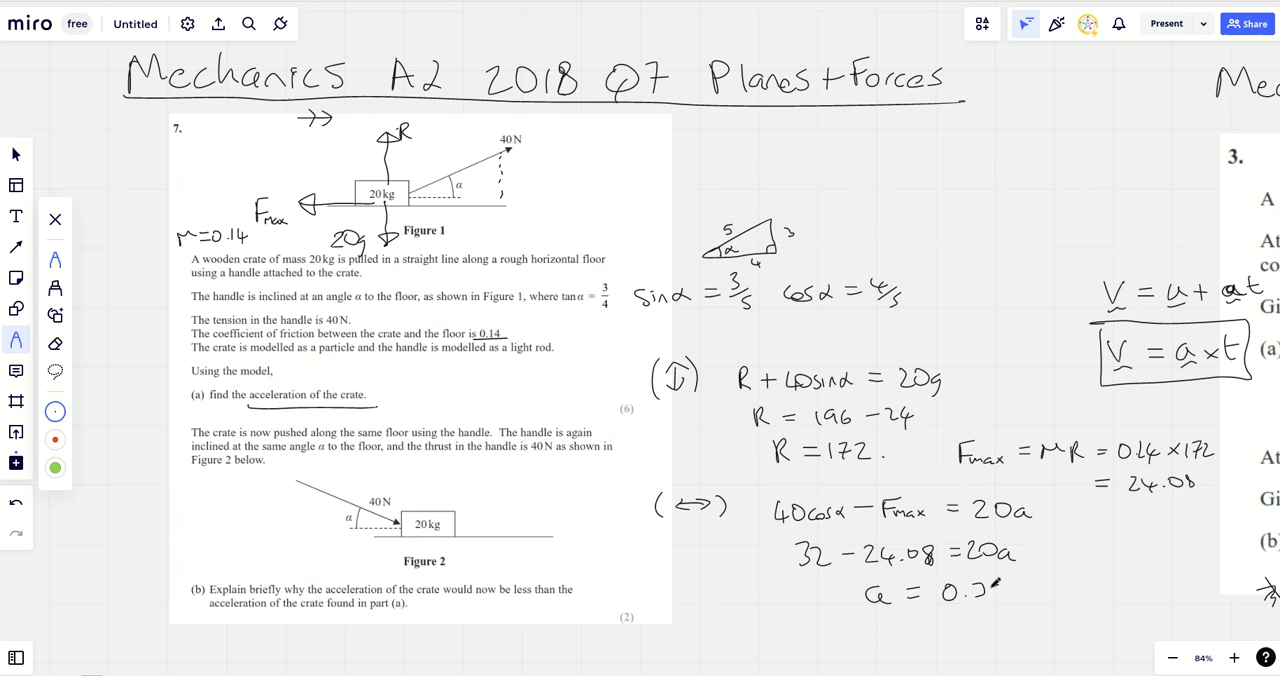 miro free Untitled Present Share
Mechanics A2 2018 Q7 Planes + Forces
7.
R
40 N
α
20 kg
Fmax
μ=0.14
20g
Figure 1
A wooden crate of mass 20 kg is pulled in a straight line along a rough horizontal floor
using a handle attached to the crate.
The handle is inclined at an angle α to the floor, as shown in Figure 1, where tan α = 3/4
The tension in the handle is 40 N.
The coefficient of friction between the crate and the floor is 0.14
The crate is modelled as a particle and the handle is modelled as a light rod.
Using the model,
(a) find the acceleration of the crate.
(6)
The crate is now pushed along the same floor using the handle. The handle is again
inclined at the same angle α to the floor, and the thrust in the handle is 40 N as shown in
Figure 2 below.
40 N
α
20 kg
Figure 2
(b) Explain briefly why the acceleration of the crate would now be less than the
acceleration of the crate found in part (a).
(2)
5
3
α
4
sinα = 3/5 cosα = 4/5
(↕) R + 40sinα = 20g
R = 196 - 24
R = 172.
Fmax = μR = 0.14 × 172
= 24.08
(↔) 40cosα - Fmax = 20a
32 - 24.08 = 20a
a = 0.3
v = u + at
v = a × t
3.
A
At
co
Gi
(a)
At
Gi
(b)
84%